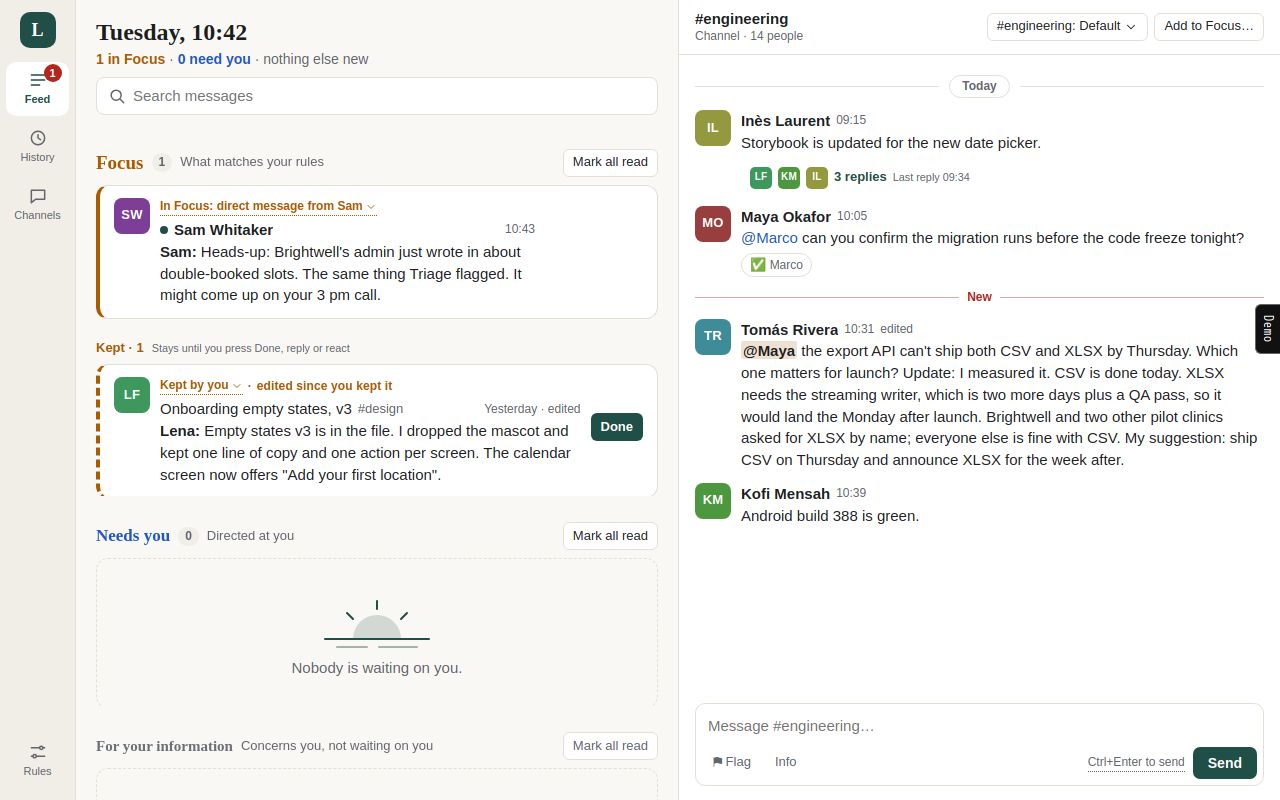 L
Feed
1
History
Channels
Rules
Tuesday, 10:42
1 in Focus · 0 need you · nothing else new
Search messages
Focus 1 What matches your rules Mark all read
SW
In Focus: direct message from Sam
Sam Whitaker 10:43
Sam: Heads-up: Brightwell's admin just wrote in about
double-booked slots. The same thing Triage flagged. It
might come up on your 3 pm call.
Kept · 1 Stays until you press Done, reply or react
LF
Kept by you · edited since you kept it
Onboarding empty states, v3 #design Yesterday · edited
Lena: Empty states v3 is in the file. I dropped the mascot and
kept one line of copy and one action per screen. The calendar
screen now offers "Add your first location".
Done
Needs you 0 Directed at you Mark all read
Nobody is waiting on you.
For your information Concerns you, not waiting on you Mark all read
#engineering
Channel · 14 people
#engineering: Default
Add to Focus…
Today
IL
Inès Laurent 09:15
Storybook is updated for the new date picker.
LF KM IL 3 replies Last reply 09:34
MO
Maya Okafor 10:05
@Marco can you confirm the migration runs before the code freeze tonight?
✅ Marco
New
TR
Tomás Rivera 10:31 edited
@Maya the export API can't ship both CSV and XLSX by Thursday. Which
one matters for launch? Update: I measured it. CSV is done today. XLSX
needs the streaming writer, which is two more days plus a QA pass, so it
would land the Monday after launch. Brightwell and two other pilot clinics
asked for XLSX by name; everyone else is fine with CSV. My suggestion: ship
CSV on Thursday and announce XLSX for the week after.
KM
Kofi Mensah 10:39
Android build 388 is green.
Demo
Message #engineering…
Flag Info Ctrl+Enter to send Send